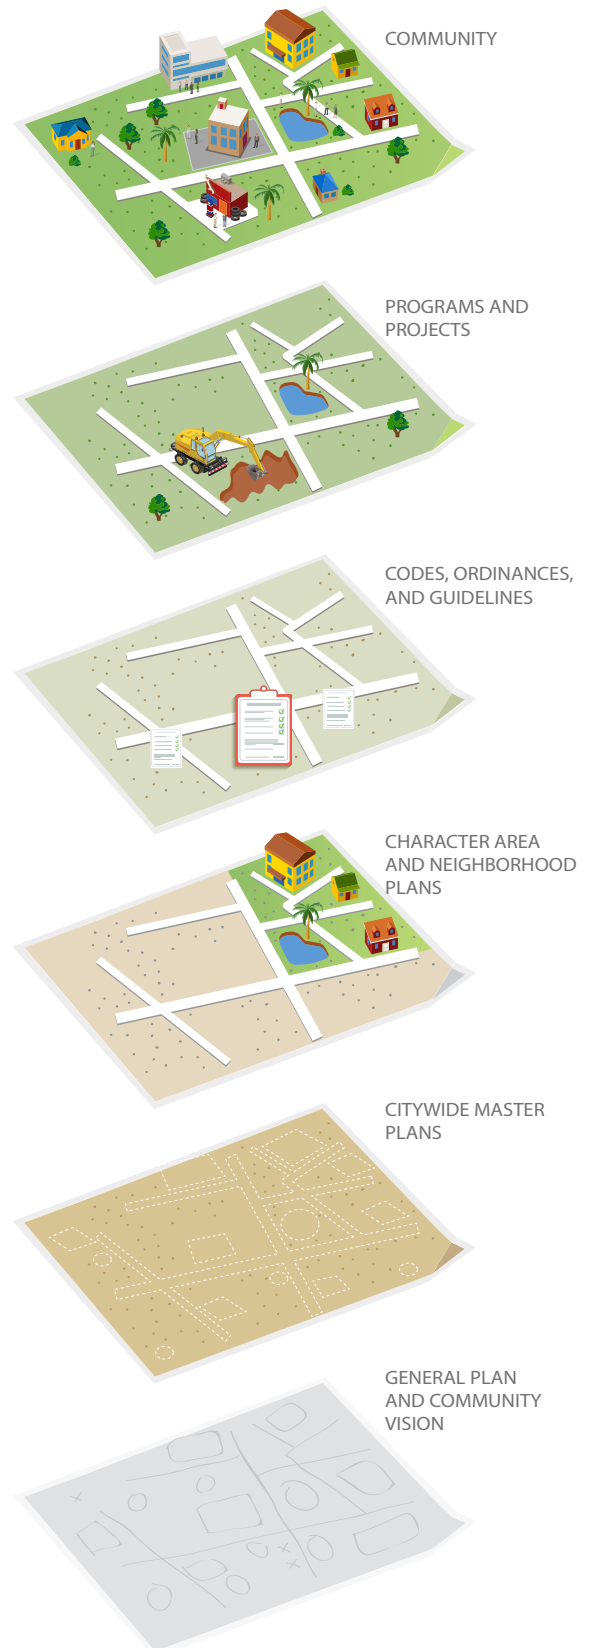 COMMUNITY
PROGRAMS AND
PROJECTS
CODES, ORDINANCES,
AND GUIDELINES
CHARACTER AREA
AND NEIGHBORHOOD
PLANS
CITYWIDE MASTER
PLANS
GENERAL PLAN
AND COMMUNITY
VISION